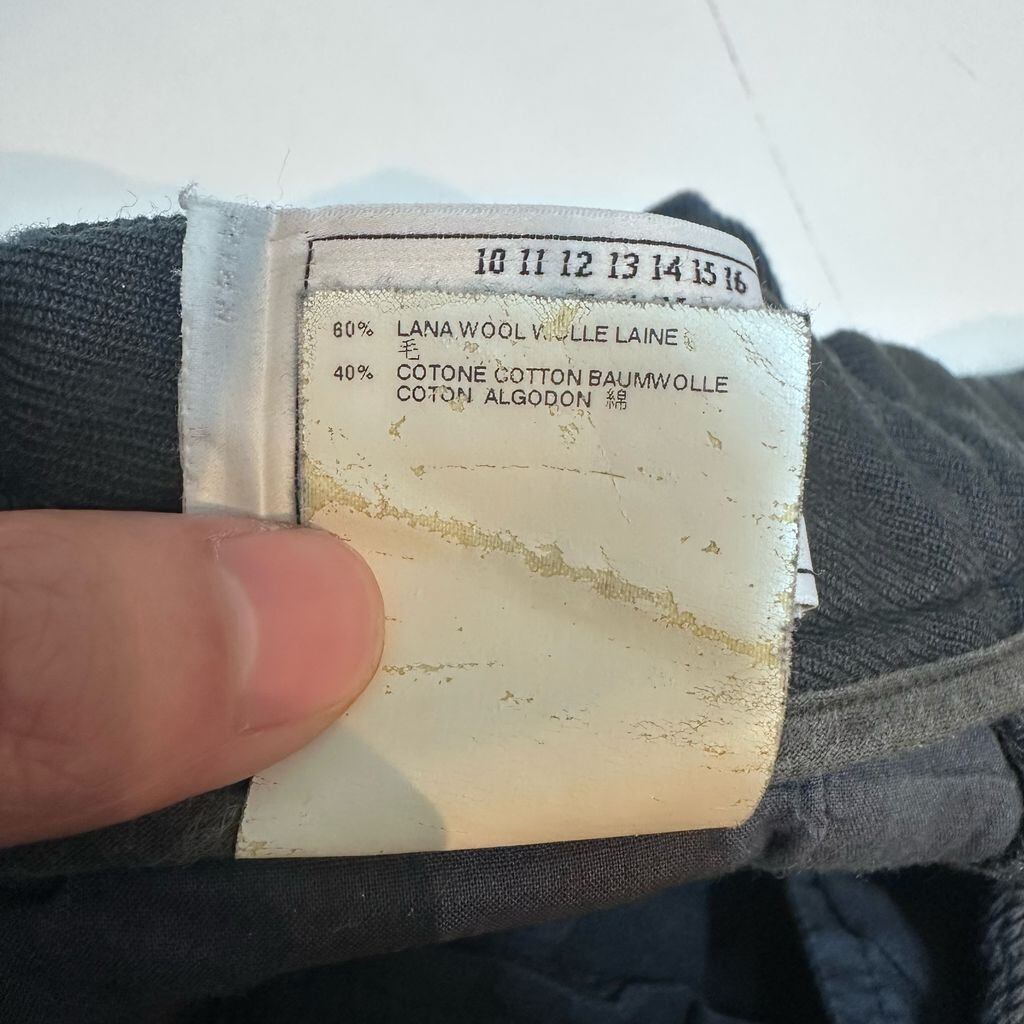 10 11 12 13 14 15 16
60% LANA WOOL WOLLE LAINE
毛
40% COTONE COTTON BAUMWOLLE
COTON ALGODON 綿